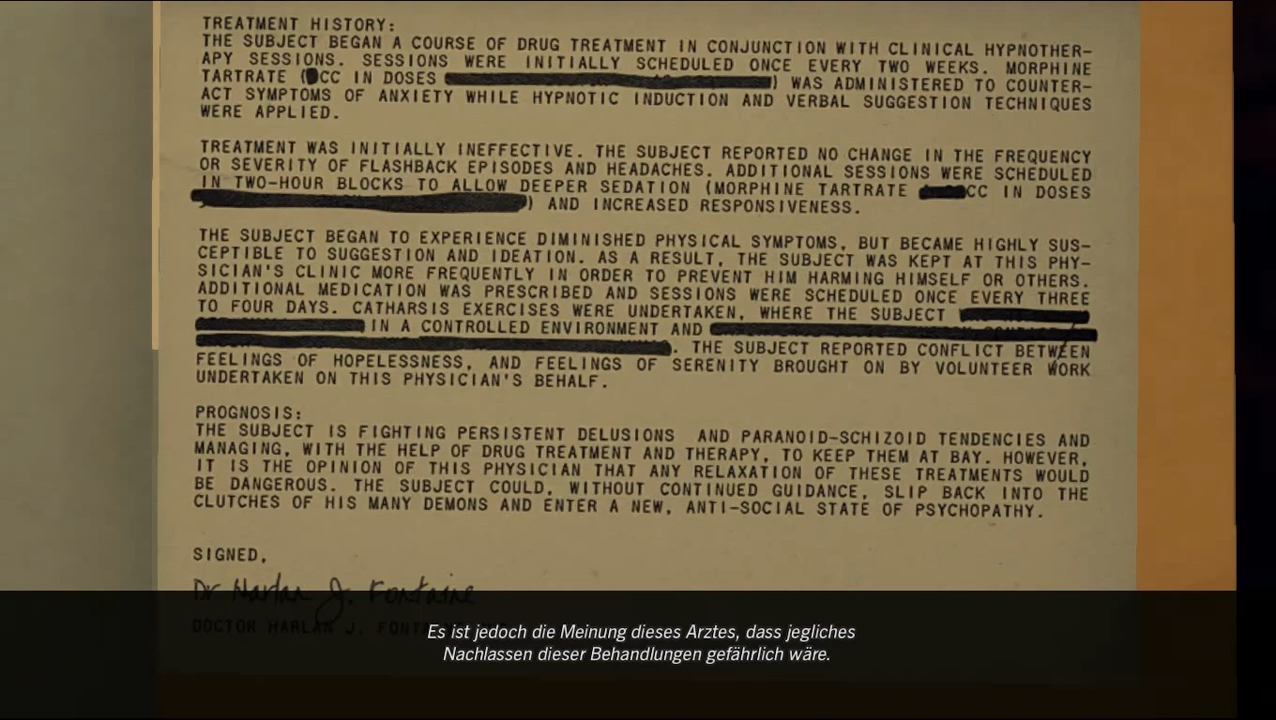 TREATMENT HISTORY:
THE SUBJECT BEGAN A COURSE OF DRUG TREATMENT IN CONJUNCTION WITH CLINICAL HYPNOTHER-
APY SESSIONS. SESSIONS WERE INITIALLY SCHEDULED ONCE EVERY TWO WEEKS. MORPHINE
TARTRATE ( CC IN DOSES ) WAS ADMINISTERED TO COUNTER-
ACT SYMPTOMS OF ANXIETY WHILE HYPNOTIC INDUCTION AND VERBAL SUGGESTION TECHNIQUES
WERE APPLIED.
TREATMENT WAS INITIALLY INEFFECTIVE. THE SUBJECT REPORTED NO CHANGE IN THE FREQUENCY
OR SEVERITY OF FLASHBACK EPISODES AND HEADACHES. ADDITIONAL SESSIONS WERE SCHEDULED
IN TWO-HOUR BLOCKS TO ALLOW DEEPER SEDATION (MORPHINE TARTRATE CC IN DOSES
) AND INCREASED RESPONSIVENESS.
THE SUBJECT BEGAN TO EXPERIENCE DIMINISHED PHYSICAL SYMPTOMS, BUT BECAME HIGHLY SUS-
CEPTIBLE TO SUGGESTION AND IDEATION. AS A RESULT, THE SUBJECT WAS KEPT AT THIS PHY-
SICIAN'S CLINIC MORE FREQUENTLY IN ORDER TO PREVENT HIM HARMING HIMSELF OR OTHERS.
ADDITIONAL MEDICATION WAS PRESCRIBED AND SESSIONS WERE SCHEDULED ONCE EVERY THREE
TO FOUR DAYS. CATHARSIS EXERCISES WERE UNDERTAKEN, WHERE THE SUBJECT
IN A CONTROLLED ENVIRONMENT AND
. THE SUBJECT REPORTED CONFLICT BETWEEN
FEELINGS OF HOPELESSNESS, AND FEELINGS OF SERENITY BROUGHT ON BY VOLUNTEER WORK
UNDERTAKEN ON THIS PHYSICIAN'S BEHALF.
PROGNOSIS:
THE SUBJECT IS FIGHTING PERSISTENT DELUSIONS AND PARANOID-SCHIZOID TENDENCIES AND
MANAGING, WITH THE HELP OF DRUG TREATMENT AND THERAPY, TO KEEP THEM AT BAY. HOWEVER,
IT IS THE OPINION OF THIS PHYSICIAN THAT ANY RELAXATION OF THESE TREATMENTS WOULD
BE DANGEROUS. THE SUBJECT COULD, WITHOUT CONTINUED GUIDANCE, SLIP BACK INTO THE
CLUTCHES OF HIS MANY DEMONS AND ENTER A NEW, ANTI-SOCIAL STATE OF PSYCHOPATHY.
SIGNED,
Dr Harlan J. Fontaine
DOCTOR HARLAN J. FONTAINE
Es ist jedoch die Meinung dieses Arztes, dass jegliches
Nachlassen dieser Behandlungen gefährlich wäre.